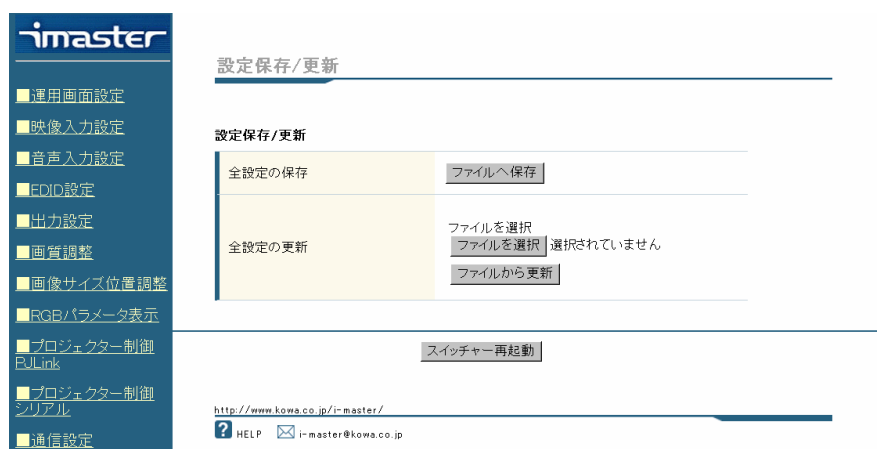 imaster
■運用画面設定
■映像入力設定
■音声入力設定
■EDID設定
■出力設定
■画質調整
■画像サイズ位置調整
■RGBパラメータ表示
■プロジェクター制御
PJLink
■プロジェクター制御
シリアル
■通信設定
設定保存/更新
設定保存/更新
全設定の保存
ファイルへ保存
全設定の更新
ファイルを選択
ファイルを選択 選択されていません
ファイルから更新
スイッチャー再起動
http://www.kowa.co.jp/i-master/
? HELP i-master@kowa.co.jp